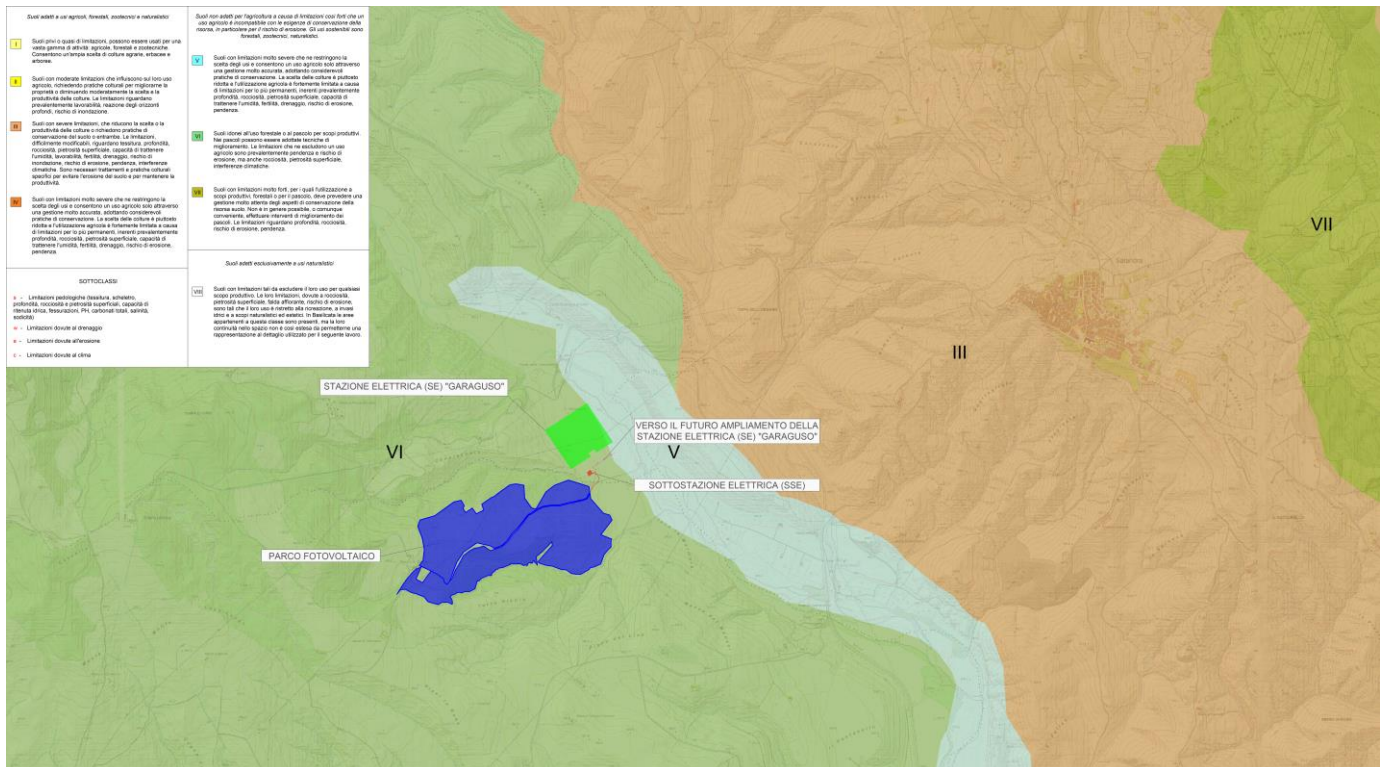 Suoli adatti a usi agricoli, forestali, zootecnici e naturalistici
I
Suoli privi o quasi di limitazioni, possono essere usati per una
vasta gamma di attività: agricole, forestali e zootecniche.
Consentono un'ampia scelta di colture agrarie, erbacee e
arboree.
II
Suoli con moderate limitazioni che influiscono sul loro uso
agricolo, richiedendo pratiche colturali per migliorarne la
proprietà o diminuendo moderatamente la scelta e la
produttività delle colture. La limitazioni riguardano
prevalentemente lavorabilità, reazione degli orizzonti
profondi, rischio di inondazione.
III
Suoli con severe limitazioni, che riducono la scelta o la
produttività delle colture o richiedono pratiche di
conservazione del suolo o entrambe. Le limitazioni,
difficilmente modificabili, riguardano tessitura, profondità,
rocciosità, pietrosità superficiale, capacità di trattenere
l'umidità, lavorabilità, fertilità, drenaggio, rischio di
inondazione, rischio di erosione, pendenza, interferenze
climatiche. Sono necessari trattamenti e pratiche colturali
specifici per evitare l'erosione del suolo e per mantenere la
produttività.
IV
Suoli con limitazioni molto severe che ne restringono la
scelta degli usi e consentono un uso agricolo solo attraverso
una gestione molto accurata, adottando considerevoli
pratiche di conservazione. La scelta delle colture è piuttosto
ridotta e l'utilizzazione agricola è fortemente limitata a causa
di limitazioni per lo più permanenti, inerenti prevalentemente
profondità, rocciosità, pietrosità superficiale, capacità di
trattenere l'umidità, fertilità, drenaggio, rischio di erosione,
pendenza.
SOTTOCLASSI
s - Limitazioni pedologiche (tessitura, scheletro,
profondità, rocciosità e pietrosità superficiali, capacità di
ritenuta idrica, fessurazioni, PH, carbonati totali, salinità,
sodicità)
w - Limitazioni dovute al drenaggio
e - Limitazioni dovute all'erosione
c - Limitazioni dovute al clima
Suoli non adatti per l'agricoltura a causa di limitazioni così forti che un
uso agricolo è incompatibile con le esigenze di conservazione della
risorsa, in particolare per il rischio di erosione. Gli usi sostenibili sono
forestali, zootecnici, naturalistici.
V
Suoli con limitazioni molto severe che ne restringono la
scelta degli usi e consentono un uso agricolo solo attraverso
una gestione molto accurata, adottando considerevoli
pratiche di conservazione. La scelta delle colture è piuttosto
ridotta e l'utilizzazione agricola è fortemente limitata a causa
di limitazioni per lo più permanenti, inerenti prevalentemente
profondità, rocciosità, pietrosità superficiale, capacità di
trattenere l'umidità, fertilità, drenaggio, rischio di erosione,
pendenza.
VI
Suoli idonei all'uso forestale o al pascolo per scopi produttivi.
Nei pascoli possono essere adottate tecniche di
miglioramento. Le limitazioni che ne escludono un uso
agricolo sono prevalentemente pendenza e rischio di
erosione, ma anche rocciosità, pietrosità superficiale,
interferenze climatiche.
VII
Suoli con limitazioni molto forti, per i quali l'utilizzazione a
scopi produttivi, forestali o per il pascolo, deve prevedere una
gestione molto attenta degli aspetti di conservazione della
risorsa suolo. Non è in genere possibile, o comunque
conveniente, effettuare interventi di miglioramento dei
pascoli. Le limitazioni riguardano profondità, rocciosità,
rischio di erosione, pendenza.
Suoli adatti esclusivamente a usi naturalistici
VIII
Suoli con limitazioni tali da escludere il loro uso per qualsiasi
scopo produttivo. Le loro limitazioni, dovute a rocciosità,
pietrosità superficiale, falda affiorante, rischio di erosione,
sono tali che il loro uso è ristretto alla ricreazione, a invasi
idrici e a scopi naturalistici ed estetici. In Basilicata le aree
appartenenti a questa classe sono presenti, ma la loro
continuità nello spazio non è così estesa da permetterne una
rappresentazione al dettaglio utilizzato per il seguente lavoro.
VII
III
STAZIONE ELETTRICA (SE) "GARAGUSO"
VERSO IL FUTURO AMPLIAMENTO DELLA
STAZIONE ELETTRICA (SE) "GARAGUSO"
VI
V
SOTTOSTAZIONE ELETTRICA (SSE)
PARCO FOTOVOLTAICO